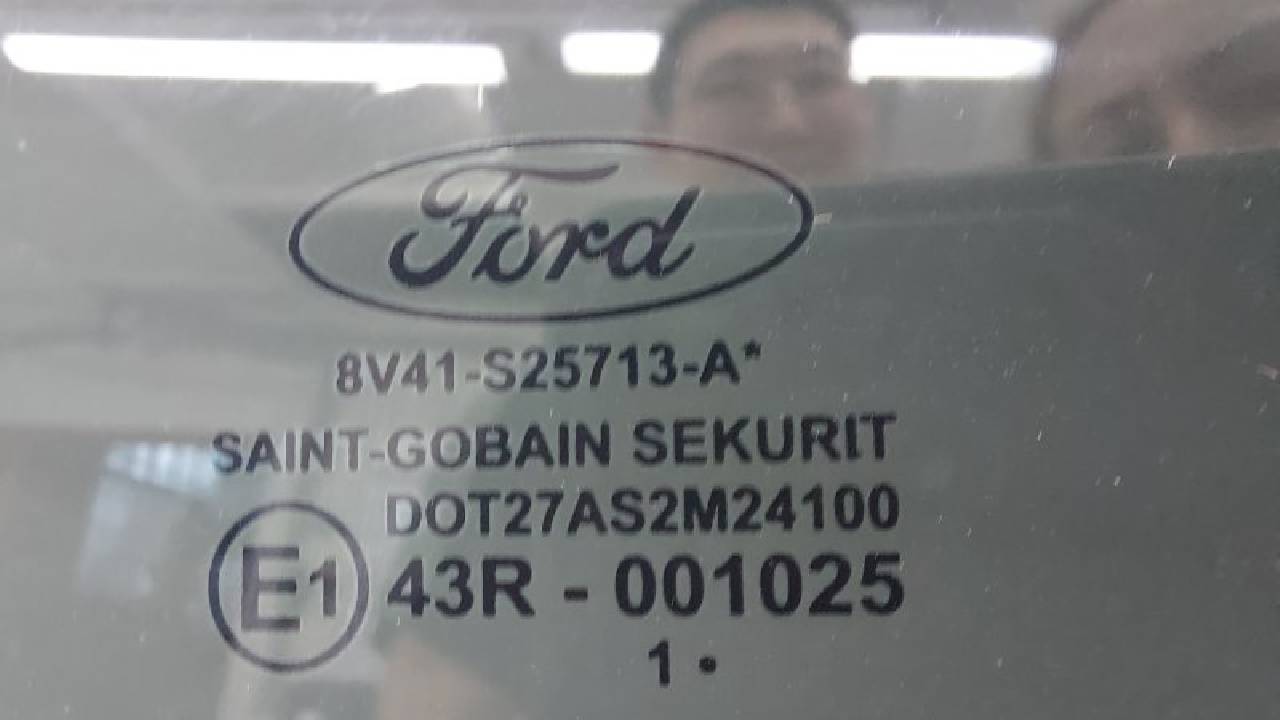 Ford
8V41-S25713-A*
SAINT-GOBAIN SEKURIT
DOT27AS2M24100
E1 43R - 001025
1 •